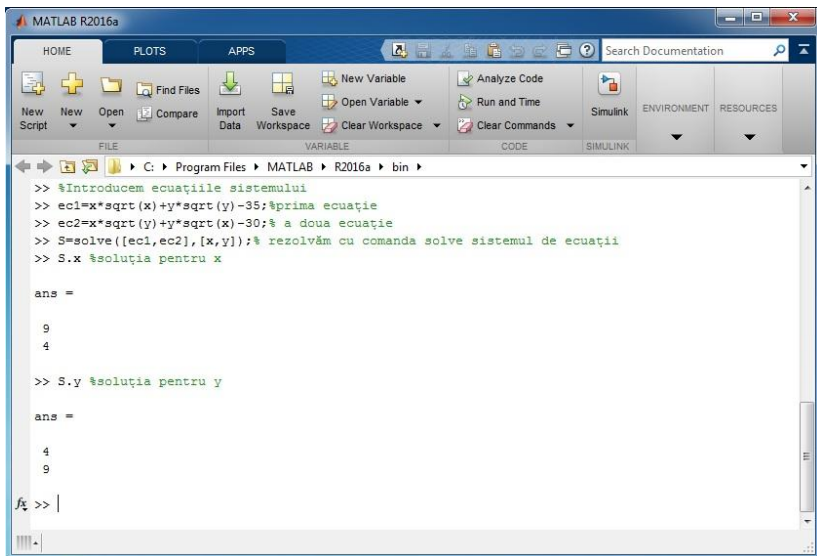 MATLAB R2016a
HOME PLOTS APPS Search Documentation
New Script New Open Find Files Compare Import Data Save Workspace New Variable Open Variable Clear Workspace Analyze Code Run and Time Clear Commands Simulink ENVIRONMENT RESOURCES
FILE VARIABLE CODE SIMULINK
C: Program Files MATLAB R2016a bin
>> %Introducem ecuațiile sistemului
>> ec1=x*sqrt(x)+y*sqrt(y)-35;%prima ecuație
>> ec2=x*sqrt(y)+y*sqrt(x)-30;% a doua ecuație
>> S=solve([ec1,ec2],[x,y]);% rezolvăm cu comanda solve sistemul de ecuații
>> S.x %soluția pentru x
ans =
9
4
>> S.y %soluția pentru y
ans =
4
9
fx >>